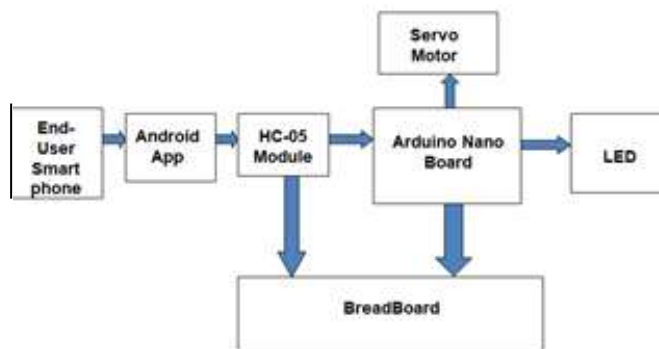 Servo
Motor
End-
User
Smart
phone
Android
App
HC-05
Module
Arduino Nano
Board
LED
BreadBoard